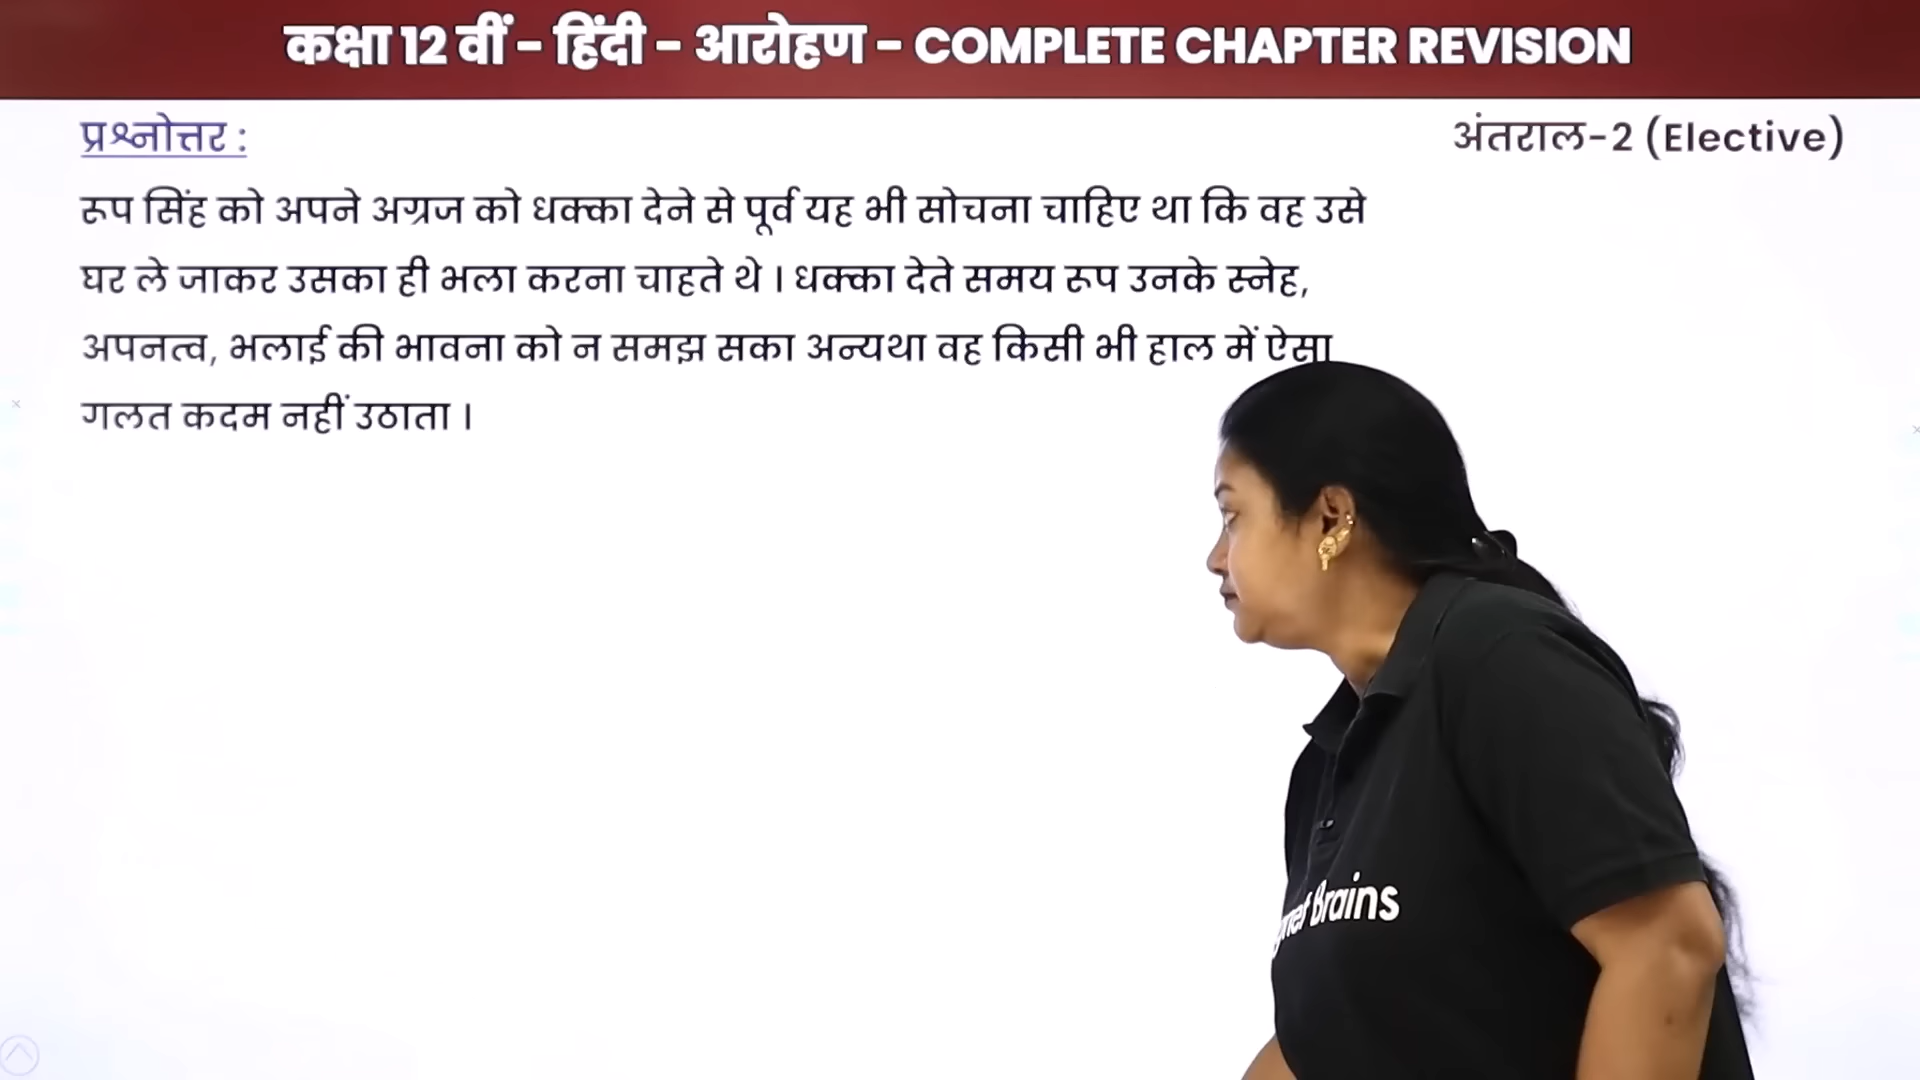 कक्षा 12 वीं - हिंदी - आरोहण - COMPLETE CHAPTER REVISION
प्रश्नोत्तर :
अंतराल-2 (Elective)
रूप सिंह को अपने अग्रज को धक्का देने से पूर्व यह भी सोचना चाहिए था कि वह उसे
घर ले जाकर उसका ही भला करना चाहते थे । धक्का देते समय रूप उनके स्नेह,
अपनत्व, भलाई की भावना को न समझ सका अन्यथा वह किसी भी हाल में ऐसा
गलत कदम नहीं उठाता ।
Brains